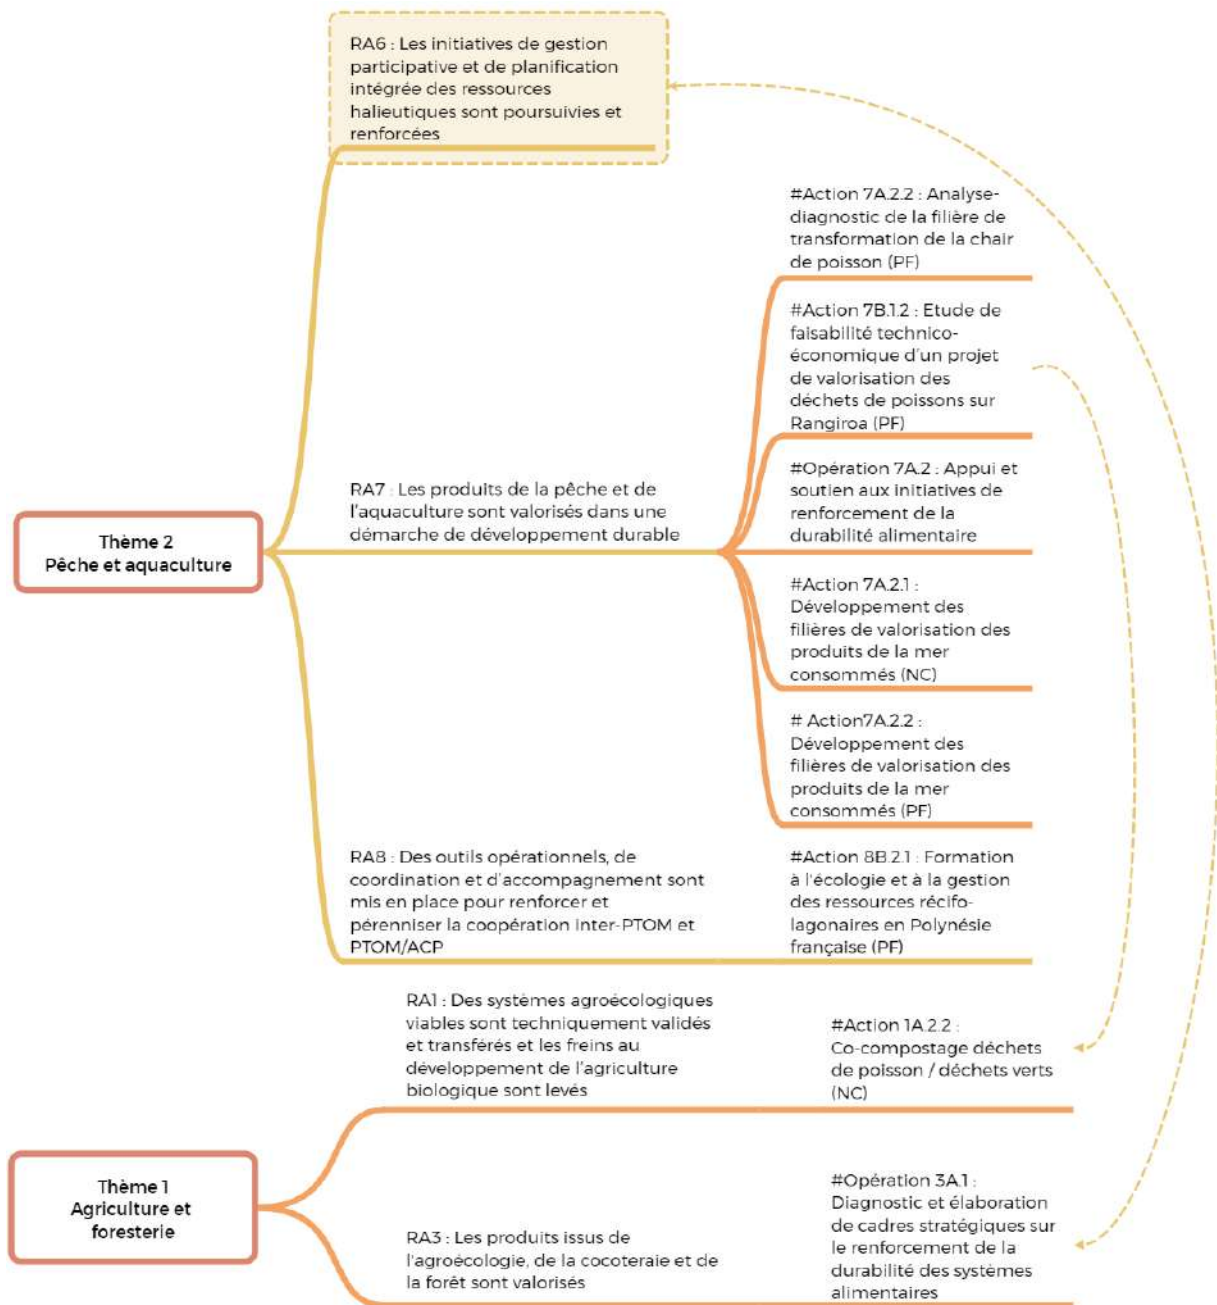 RA6 : Les initiatives de gestion
participative et de planification
intégrée des ressources
halieutiques sont poursuivies et
renforcées
#Action 7A.2.2 : Analyse-
diagnostic de la filière de
transformation de la chair
de poisson (PF)
#Action 7B.1.2 : Etude de
faisabilité technico-
économique d'un projet
de valorisation des
déchets de poissons sur
Rangiroa (PF)
#Opération 7A.2 : Appui et
soutien aux initiatives de
renforcement de la
durabilité alimentaire
RA7 : Les produits de la pêche et de
l'aquaculture sont valorisés dans une
démarche de développement durable
Thème 2
Pêche et aquaculture
#Action 7A.2.1 :
Développement des
filières de valorisation des
produits de la mer
consommés (NC)
# Action7A.2.2 :
Développement des
filières de valorisation des
produits de la mer
consommés (PF)
RA8 : Des outils opérationnels, de
coordination et d'accompagnement sont
mis en place pour renforcer et
pérenniser la coopération inter-PTOM et
PTOM/ACP
#Action 8B.2.1 : Formation
à l'écologie et à la gestion
des ressources récifo-
lagonaires en Polynésie
française (PF)
RA1 : Des systèmes agroécologiques
viables sont techniquement validés
et transférés et les freins au
développement de l'agriculture
biologique sont levés
#Action 1A.2.2 :
Co-compostage déchets
de poisson / déchets verts
(NC)
Thème 1
Agriculture et
foresterie
RA3 : Les produits issus de
l'agroécologie, de la cocoteraie et de
la forêt sont valorisés
#Opération 3A.1 :
Diagnostic et élaboration
de cadres stratégiques sur
le renforcement de la
durabilité des systèmes
alimentaires